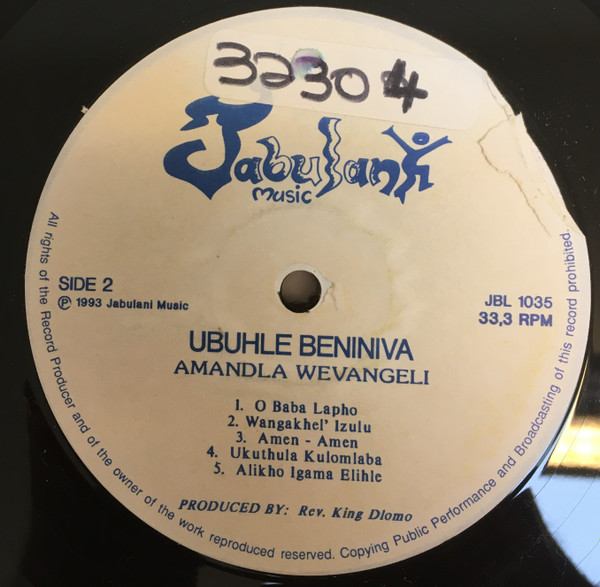 32304
Jabulani
music
SIDE 2
℗ 1993 Jabulani Music
JBL 1035
33,3 RPM
UBUHLE BENINIVA
AMANDLA WEVANGELI
1. O Baba Lapho
2. Wangakhel' Izulu
3. Amen - Amen
4. Ukuthula Kulomlaba
5. Alikho Igama Elihle
PRODUCED BY: Rev. King Dlomo
All rights of the Record Producer and of the owner of the work reproduced reserved. Copying Public Performance and Broadcasting of this record prohibited.